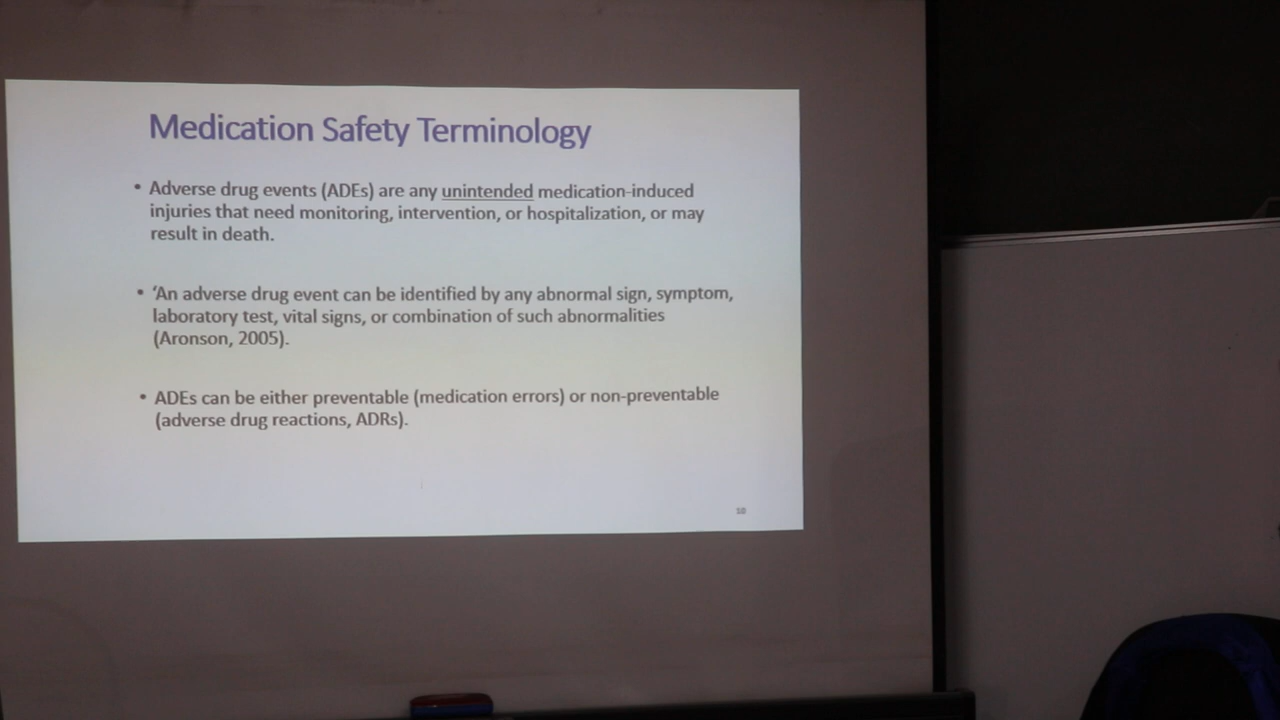 Medication Safety Terminology
• Adverse drug events (ADEs) are any unintended medication-induced
injuries that need monitoring, intervention, or hospitalization, or may
result in death.
• ‘An adverse drug event can be identified by any abnormal sign, symptom,
laboratory test, vital signs, or combination of such abnormalities
(Aronson, 2005).
• ADEs can be either preventable (medication errors) or non-preventable
(adverse drug reactions, ADRs).
10